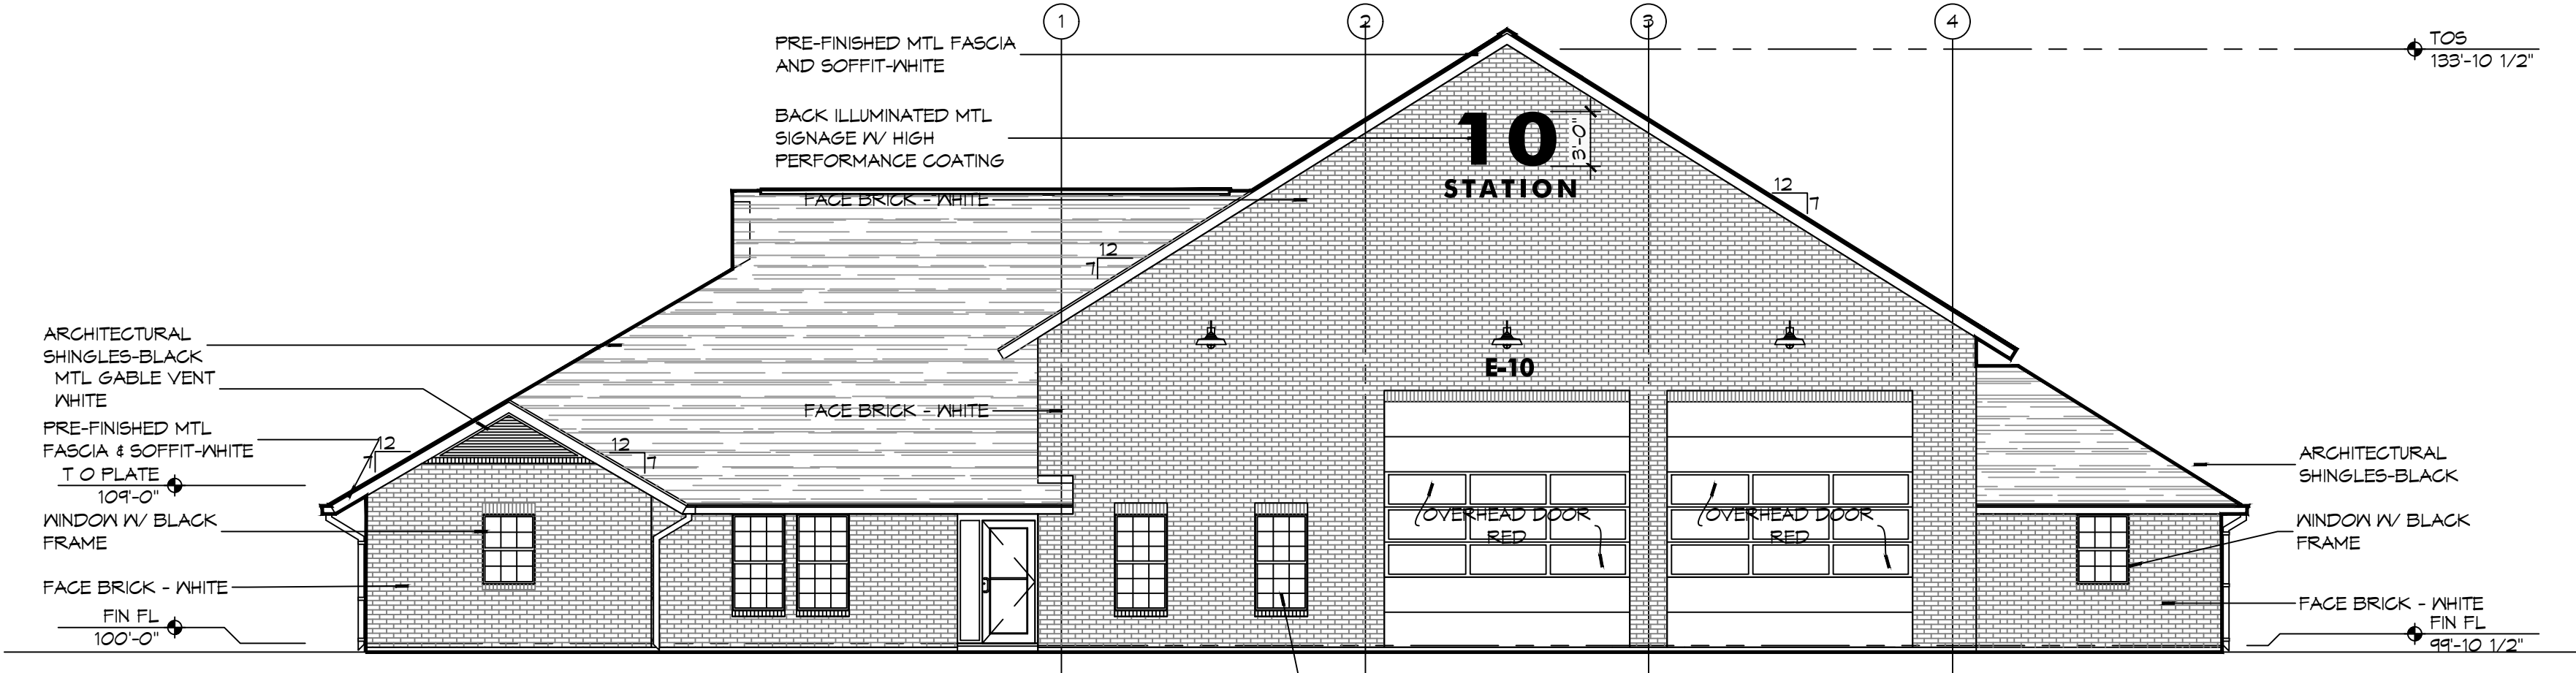 1
2
3
4
PRE-FINISHED MTL FASCIA
AND SOFFIT-WHITE
TOS
133'-10 1/2"
BACK ILLUMINATED MTL
SIGNAGE W/ HIGH
PERFORMANCE COATING
10
3'-0"
STATION
FACE BRICK - WHITE
12
7
12
7
ARCHITECTURAL
SHINGLES-BLACK
MTL GABLE VENT
WHITE
E-10
FACE BRICK - WHITE
PRE-FINISHED MTL
FASCIA & SOFFIT-WHITE
12
7
12
7
T O PLATE
109'-0"
ARCHITECTURAL
SHINGLES-BLACK
WINDOW W/ BLACK
FRAME
OVERHEAD DOOR
RED
OVERHEAD DOOR
RED
WINDOW W/ BLACK
FRAME
FACE BRICK - WHITE
FACE BRICK - WHITE
FIN FL
100'-0"
FIN FL
99'-10 1/2"